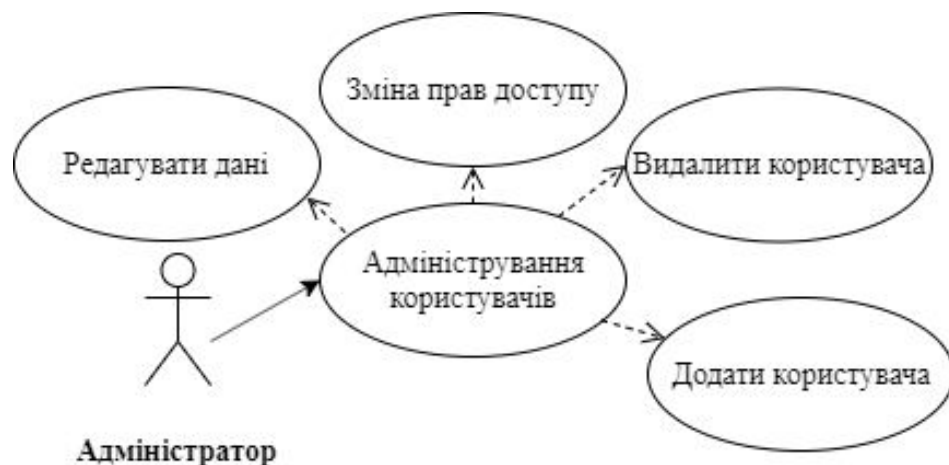 Зміна прав доступу
Редагувати дані
Видалити користувача
Адміністрування
користувачів
Додати користувача
Адміністратор